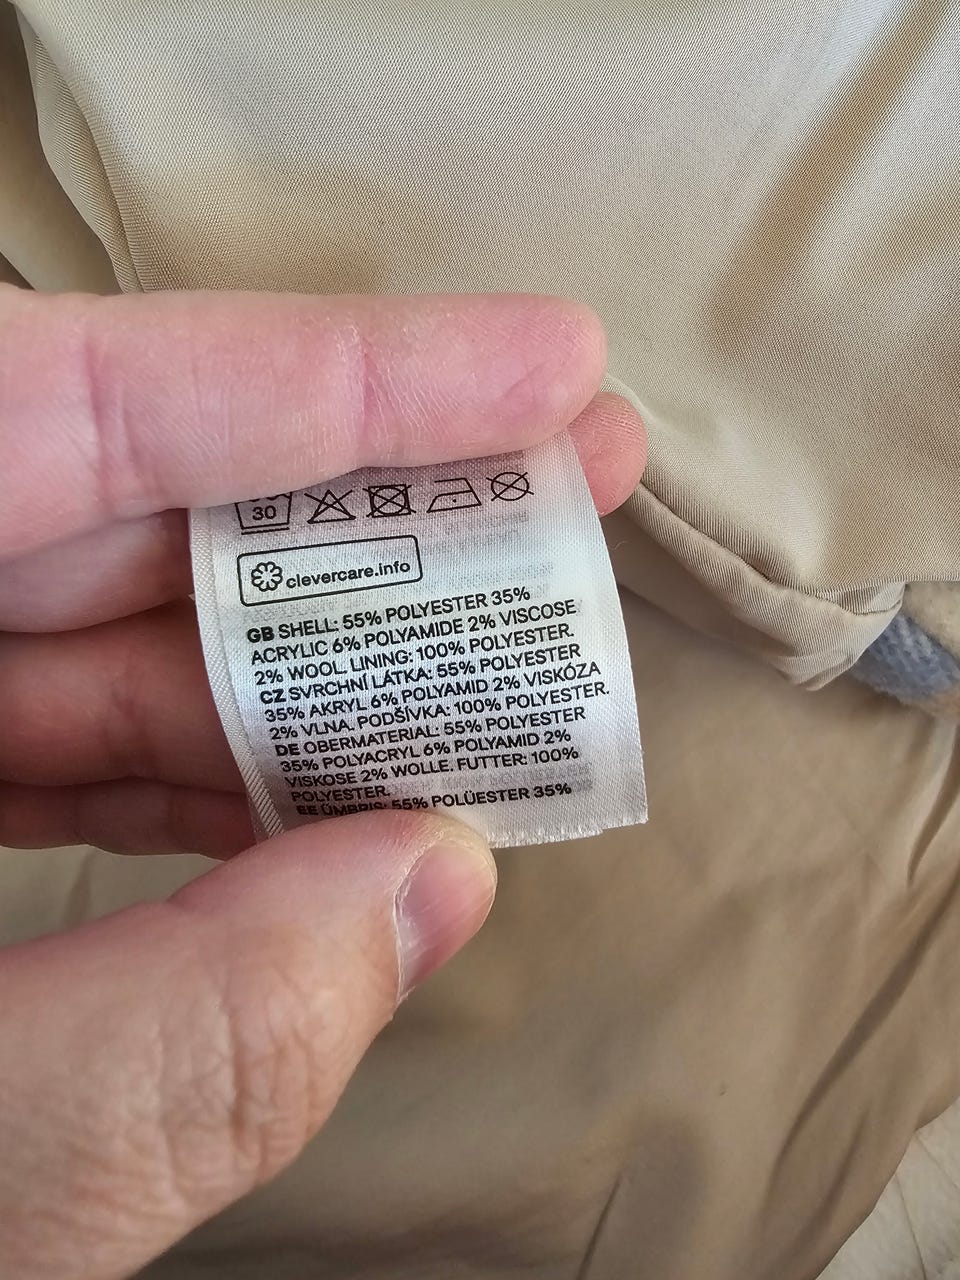 30
clevercare.info
GB SHELL: 55% POLYESTER 35%
ACRYLIC 6% POLYAMIDE 2% VISCOSE
2% WOOL. LINING: 100% POLYESTER.
CZ SVRCHNÍ LÁTKA: 55% POLYESTER
35% AKRYL 6% POLYAMID 2% VISKÓZA
2% VLNA. PODŠÍVKA: 100% POLYESTER.
DE OBERMATERIAL: 55% POLYESTER
35% POLYACRYL 6% POLYAMID 2%
VISKOSE 2% WOLLE. FUTTER: 100%
POLYESTER.
EE ÜMBRIS: 55% POLÜESTER 35%